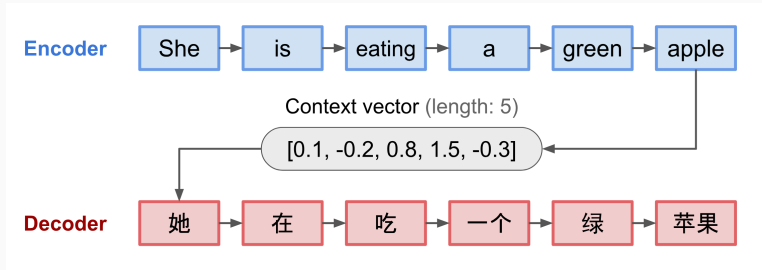 Encoder She is eating a green apple
Context vector (length: 5)
[0.1, -0.2, 0.8, 1.5, -0.3]
Decoder 她 在 吃 一个 绿 苹果